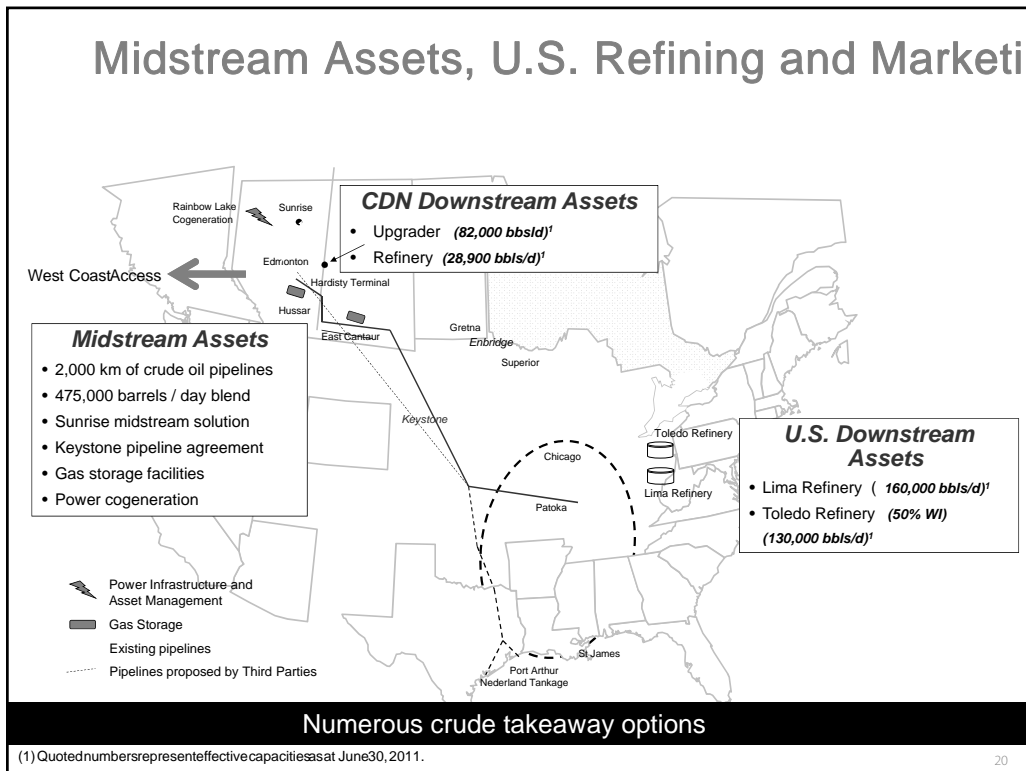 Midstream Assets, U.S. Refining and Marketi
Rainbow Lake
Cogeneration
Sunrise
CDN Downstream Assets
• Upgrader (82,000 bbsld)¹
• Refinery (28,900 bbls/d)¹
Edmonton
West CoastAccess
Hardisty Terminal
Hussar
East Cantaur
Gretna
Enbridge
Superior
Midstream Assets
• 2,000 km of crude oil pipelines
• 475,000 barrels / day blend
• Sunrise midstream solution
• Keystone pipeline agreement
• Gas storage facilities
• Power cogeneration
Keystone
Toledo Refinery
Chicago
Lima Refinery
Patoka
U.S. Downstream
Assets
• Lima Refinery ( 160,000 bbls/d)¹
• Toledo Refinery (50% WI)
(130,000 bbls/d)¹
Power Infrastructure and
Asset Management
Gas Storage
Existing pipelines
Pipelines proposed by Third Parties
St James
Port Arthur
Nederland Tankage
Numerous crude takeaway options
(1) Quotednumbersrepresenteffectivecapacitiesasat June30, 2011.
20